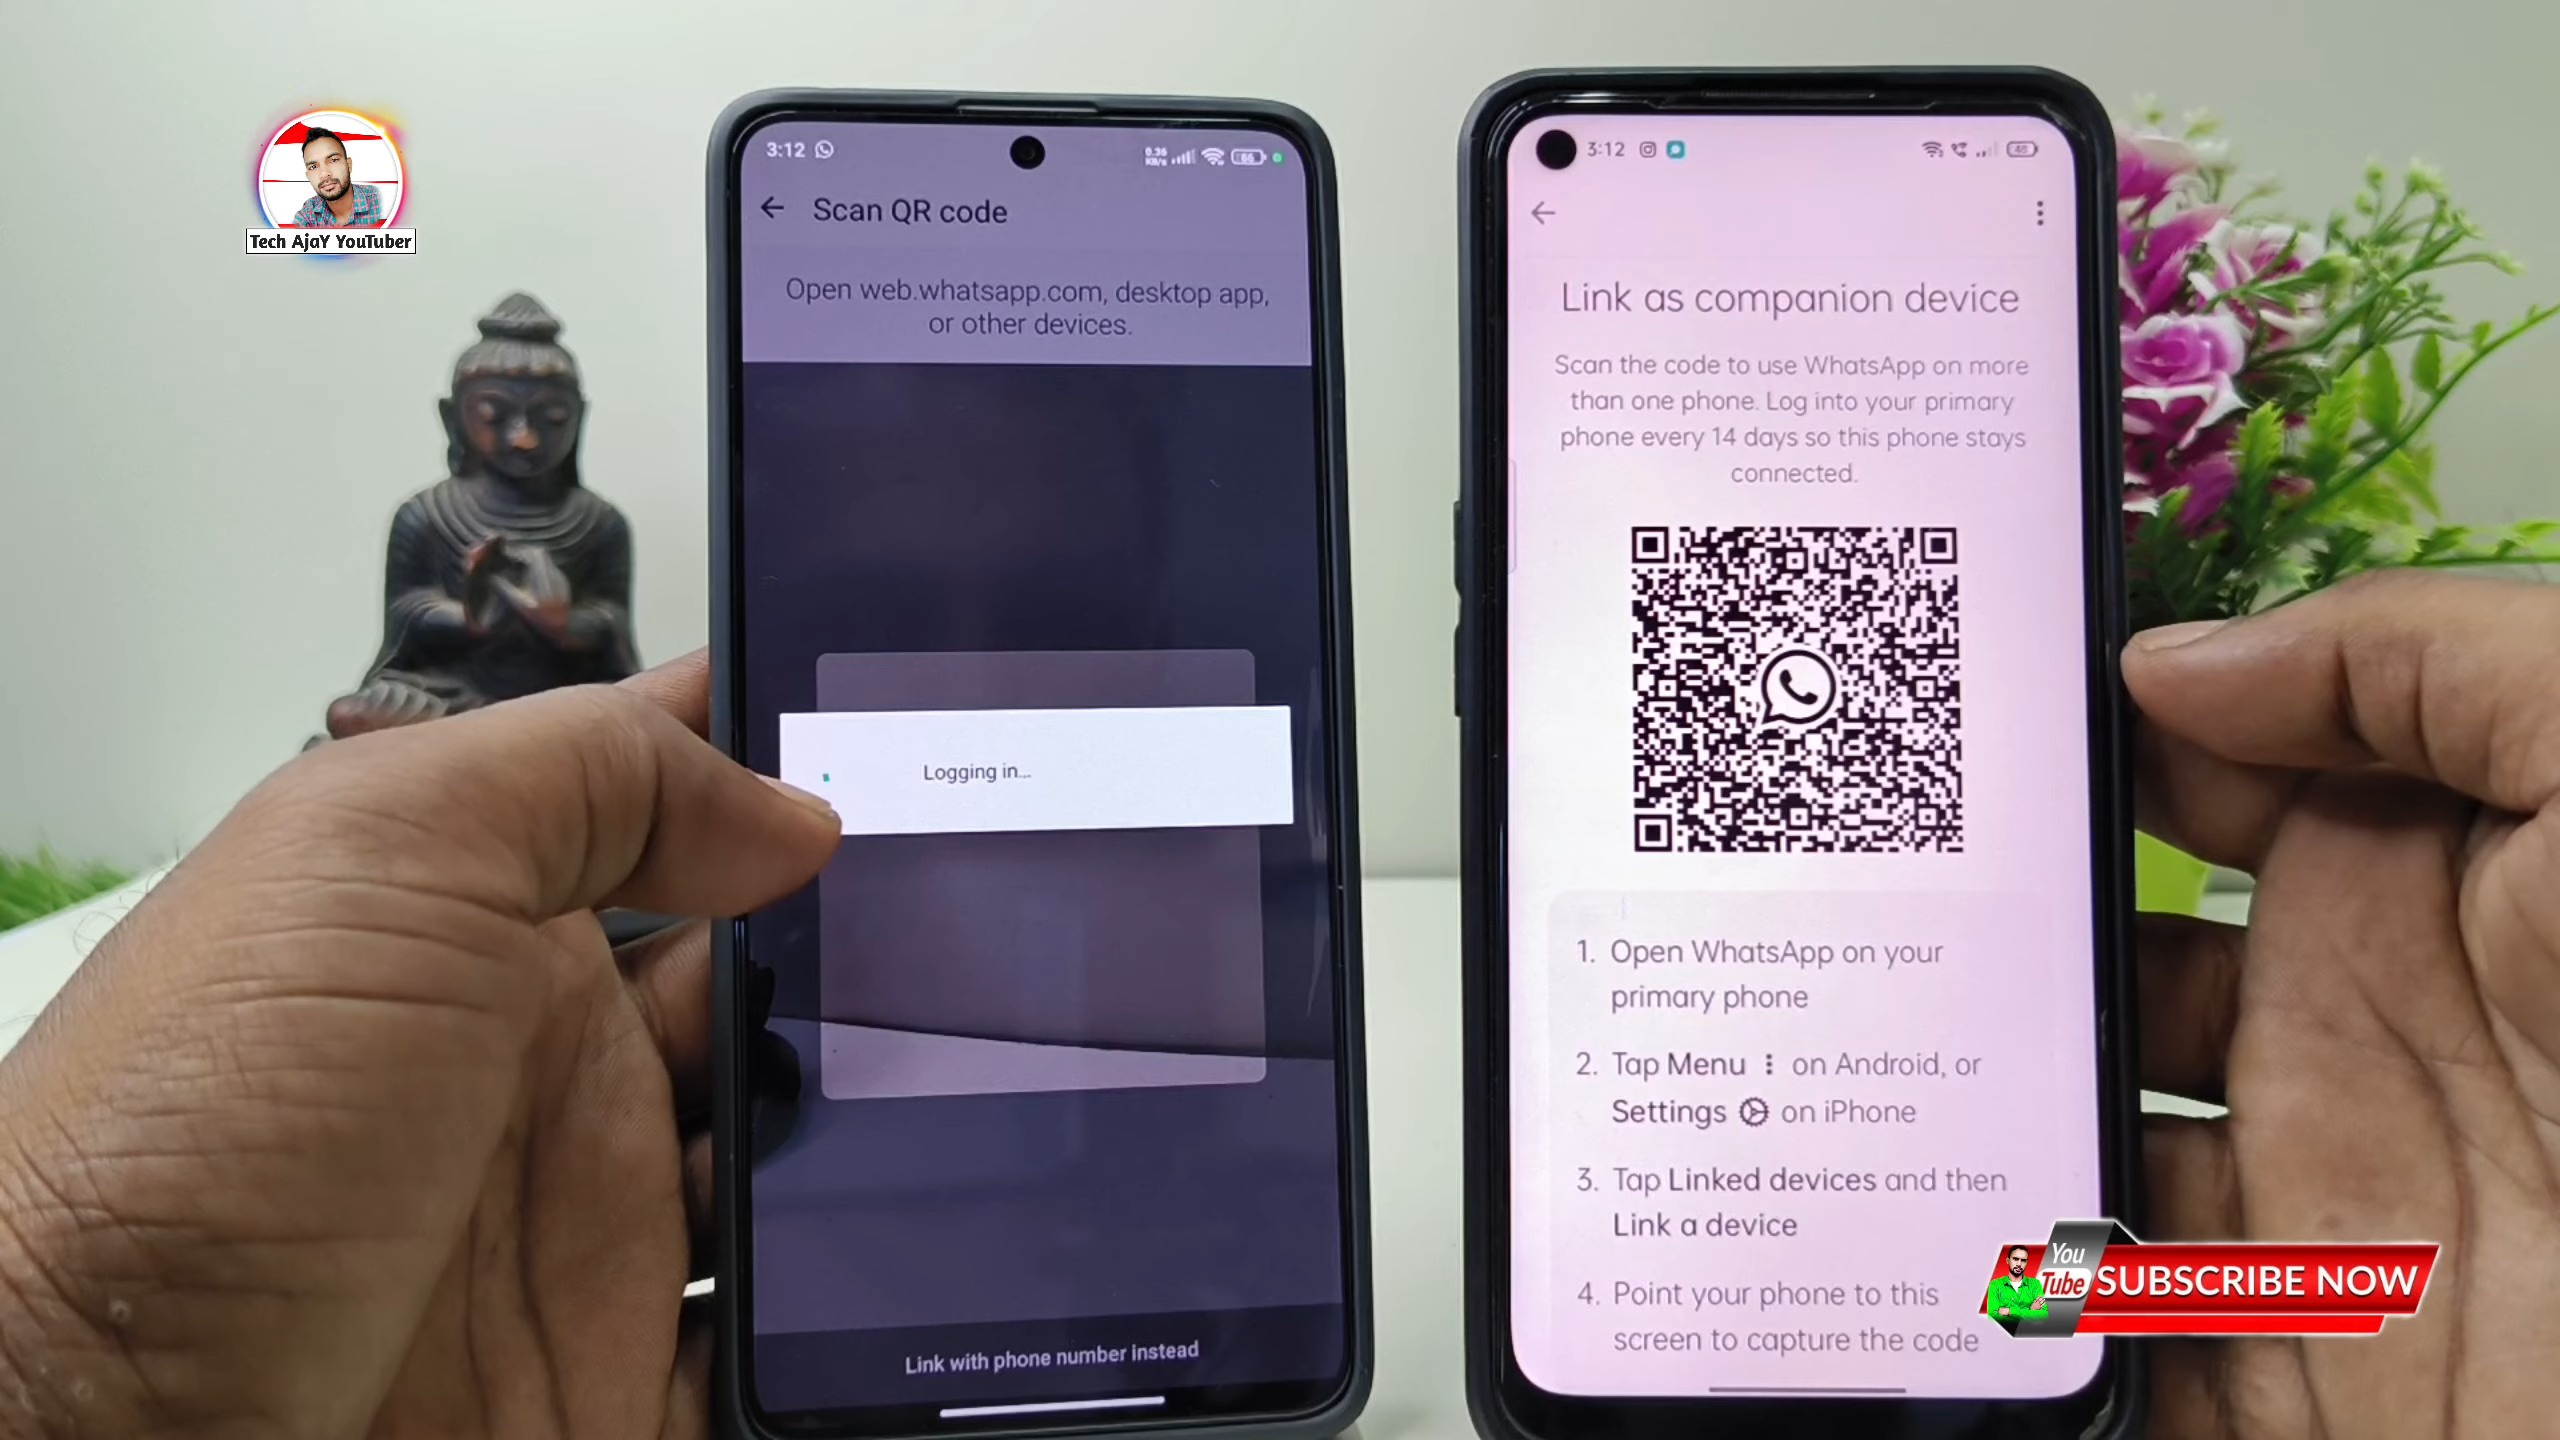 Tech AjaY YouTuber
3:12
0.36
KB/s
66
Scan QR code
Open web.whatsapp.com, desktop app,
or other devices.
Logging in...
Link with phone number instead
3:12
Link as companion device
Scan the code to use WhatsApp on more
than one phone. Log into your primary
phone every 14 days so this phone stays
connected.
1. Open WhatsApp on your
primary phone
2. Tap Menu ⋮ on Android, or
Settings on iPhone
3. Tap Linked devices and then
Link a device
4. Point your phone to this
screen to capture the code
You
Tube SUBSCRIBE NOW